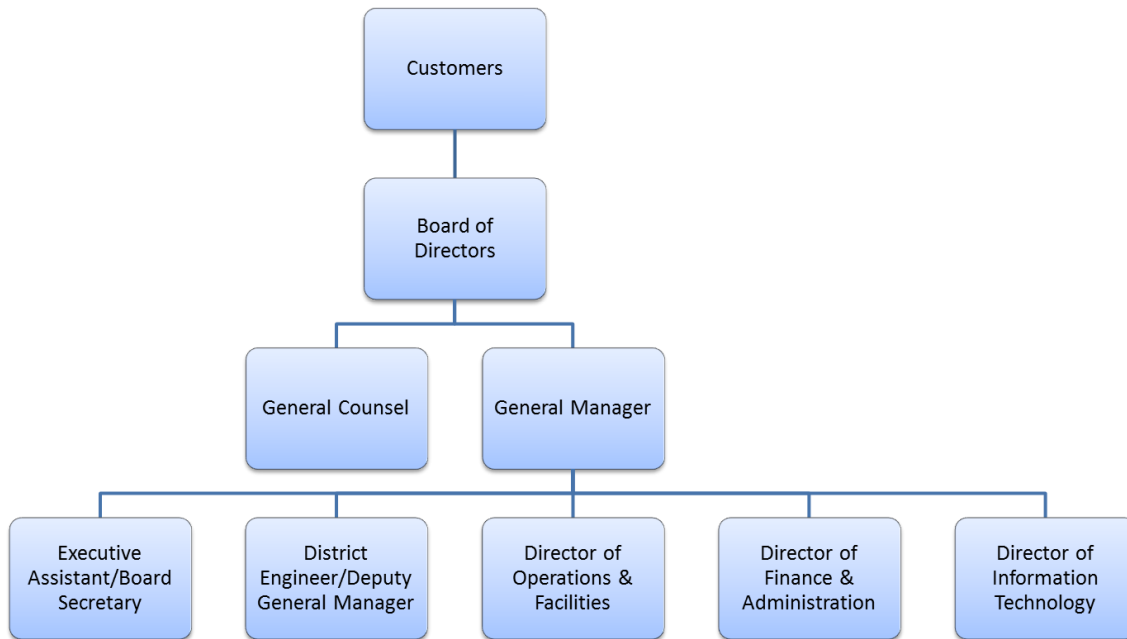 Customers
Board of
Directors
General Counsel
General Manager
Executive
Assistant/Board
Secretary
District
Engineer/Deputy
General Manager
Director of
Operations &
Facilities
Director of
Finance &
Administration
Director of
Information
Technology